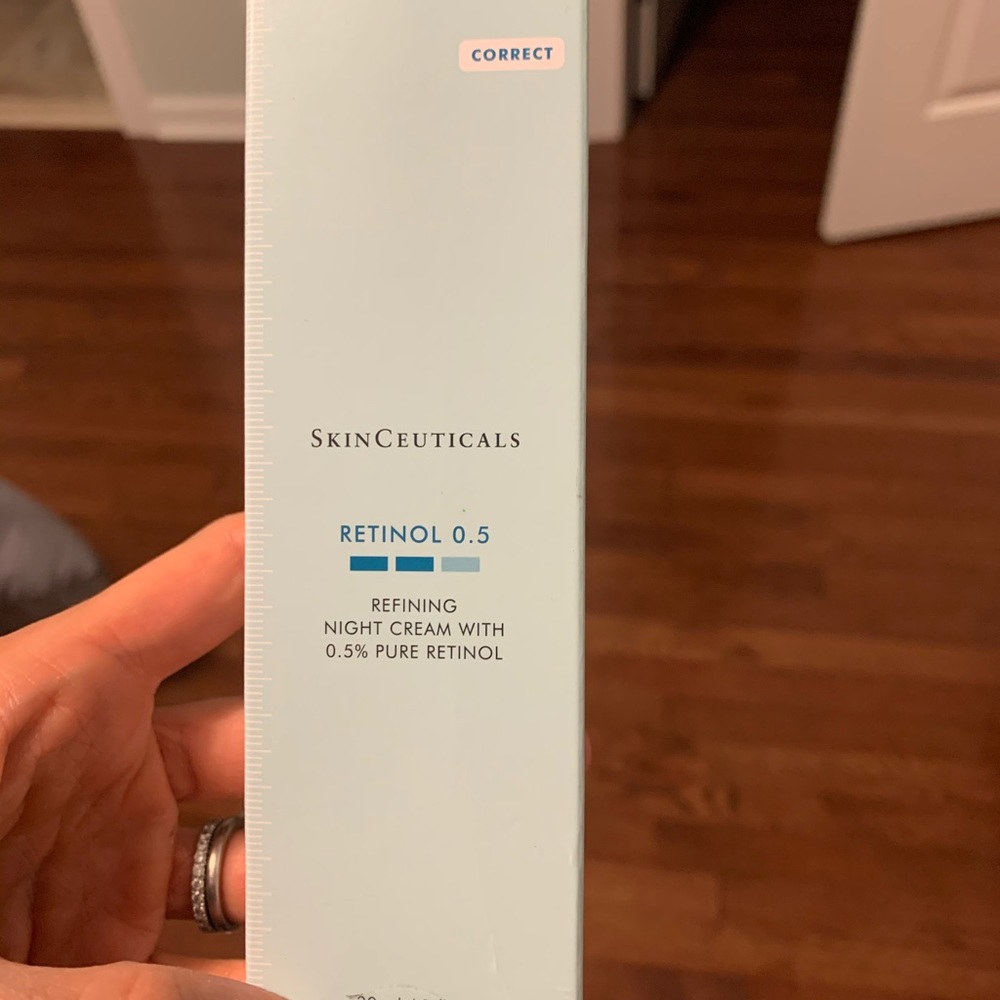 CORRECT
SKINCEUTICALS
RETINOL 0.5
REFINING
NIGHT CREAM WITH
0.5% PURE RETINOL